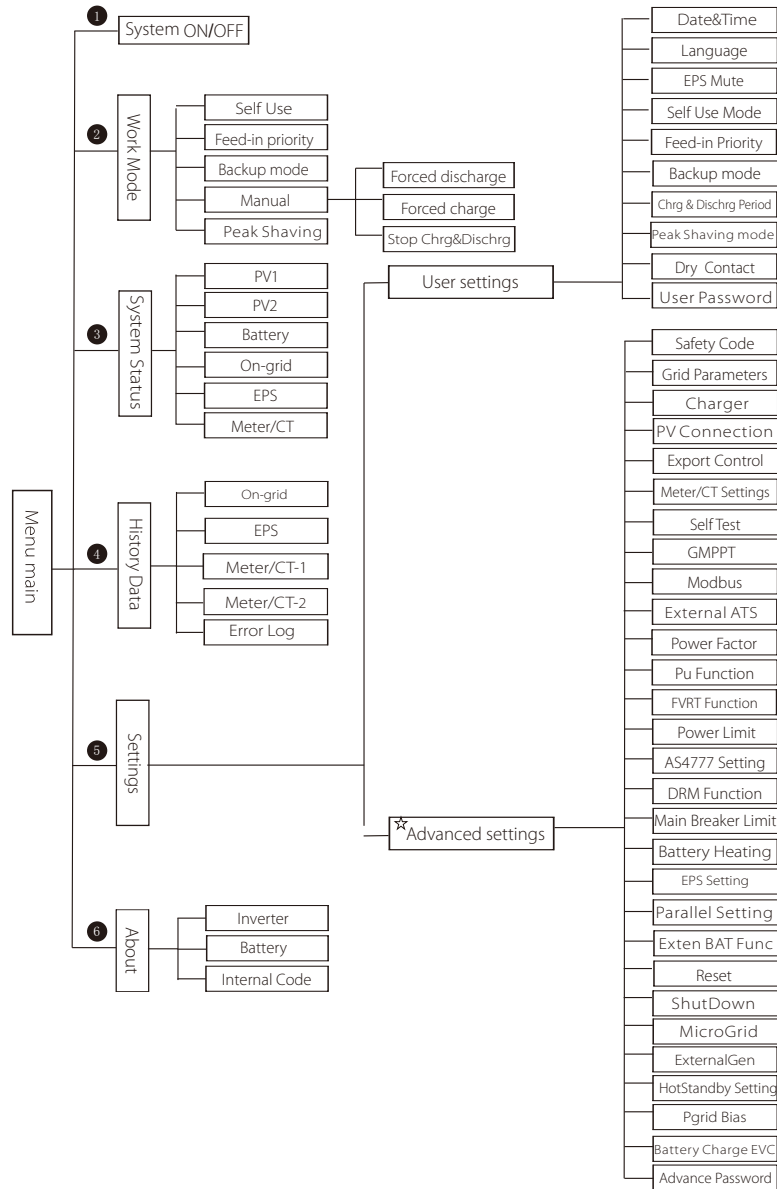 Menu main
1
System ON/OFF
2
Work Mode
Self Use
Feed-in priority
Backup mode
Manual
Peak Shaving
Forced discharge
Forced charge
Stop Chrg&Dischrg
3
System Status
PV1
PV2
Battery
On-grid
EPS
Meter/CT
4
History Data
On-grid
EPS
Meter/CT-1
Meter/CT-2
Error Log
5
Settings
User settings
Date&Time
Language
EPS Mute
Self Use Mode
Feed-in Priority
Backup mode
Chrg & Dischrg Period
Peak Shaving mode
Dry Contact
User Password
☆Advanced settings
Safety Code
Grid Parameters
Charger
PV Connection
Export Control
Meter/CT Settings
Self Test
GMPPT
Modbus
External ATS
Power Factor
Pu Function
FVRT Function
Power Limit
AS4777 Setting
DRM Function
Main Breaker Limit
Battery Heating
EPS Setting
Parallel Setting
Exten BAT Func
Reset
ShutDown
MicroGrid
ExternalGen
HotStandby Setting
Pgrid Bias
Battery Charge EVC
Advance Password
6
About
Inverter
Battery
Internal Code